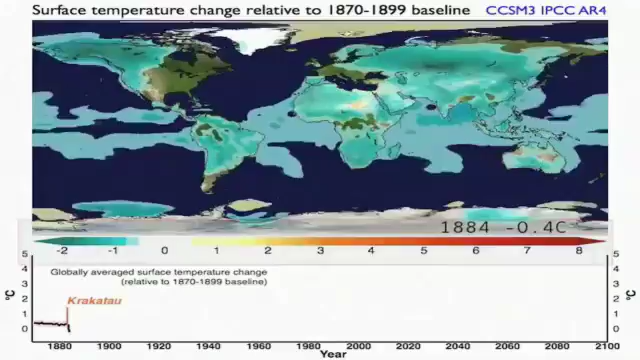 Surface temperature change relative to 1870-1899 baseline CCSM3 IPCC AR4
1884 -0.4C
-2 -1 0 1 2 3 4 5 6 7 8
Globally averaged surface temperature change
(relative to 1870-1899 baseline)
Krakatau
5
4
3
2
1
0
°C
5
4
3
2
1
0
°C
1880 1900 1920 1940 1960 1980 2000 2020 2040 2060 2080 2100
Year